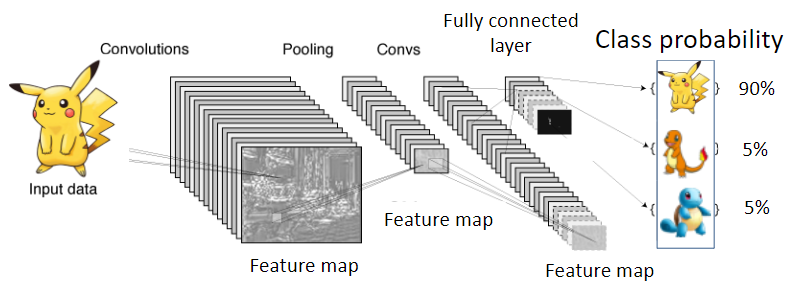 Fully connected
layer
Convolutions
Pooling
Convs
Class probability
{ } 90%
{ } 5%
{ } 5%
Input data
Feature map
Feature map
Feature map